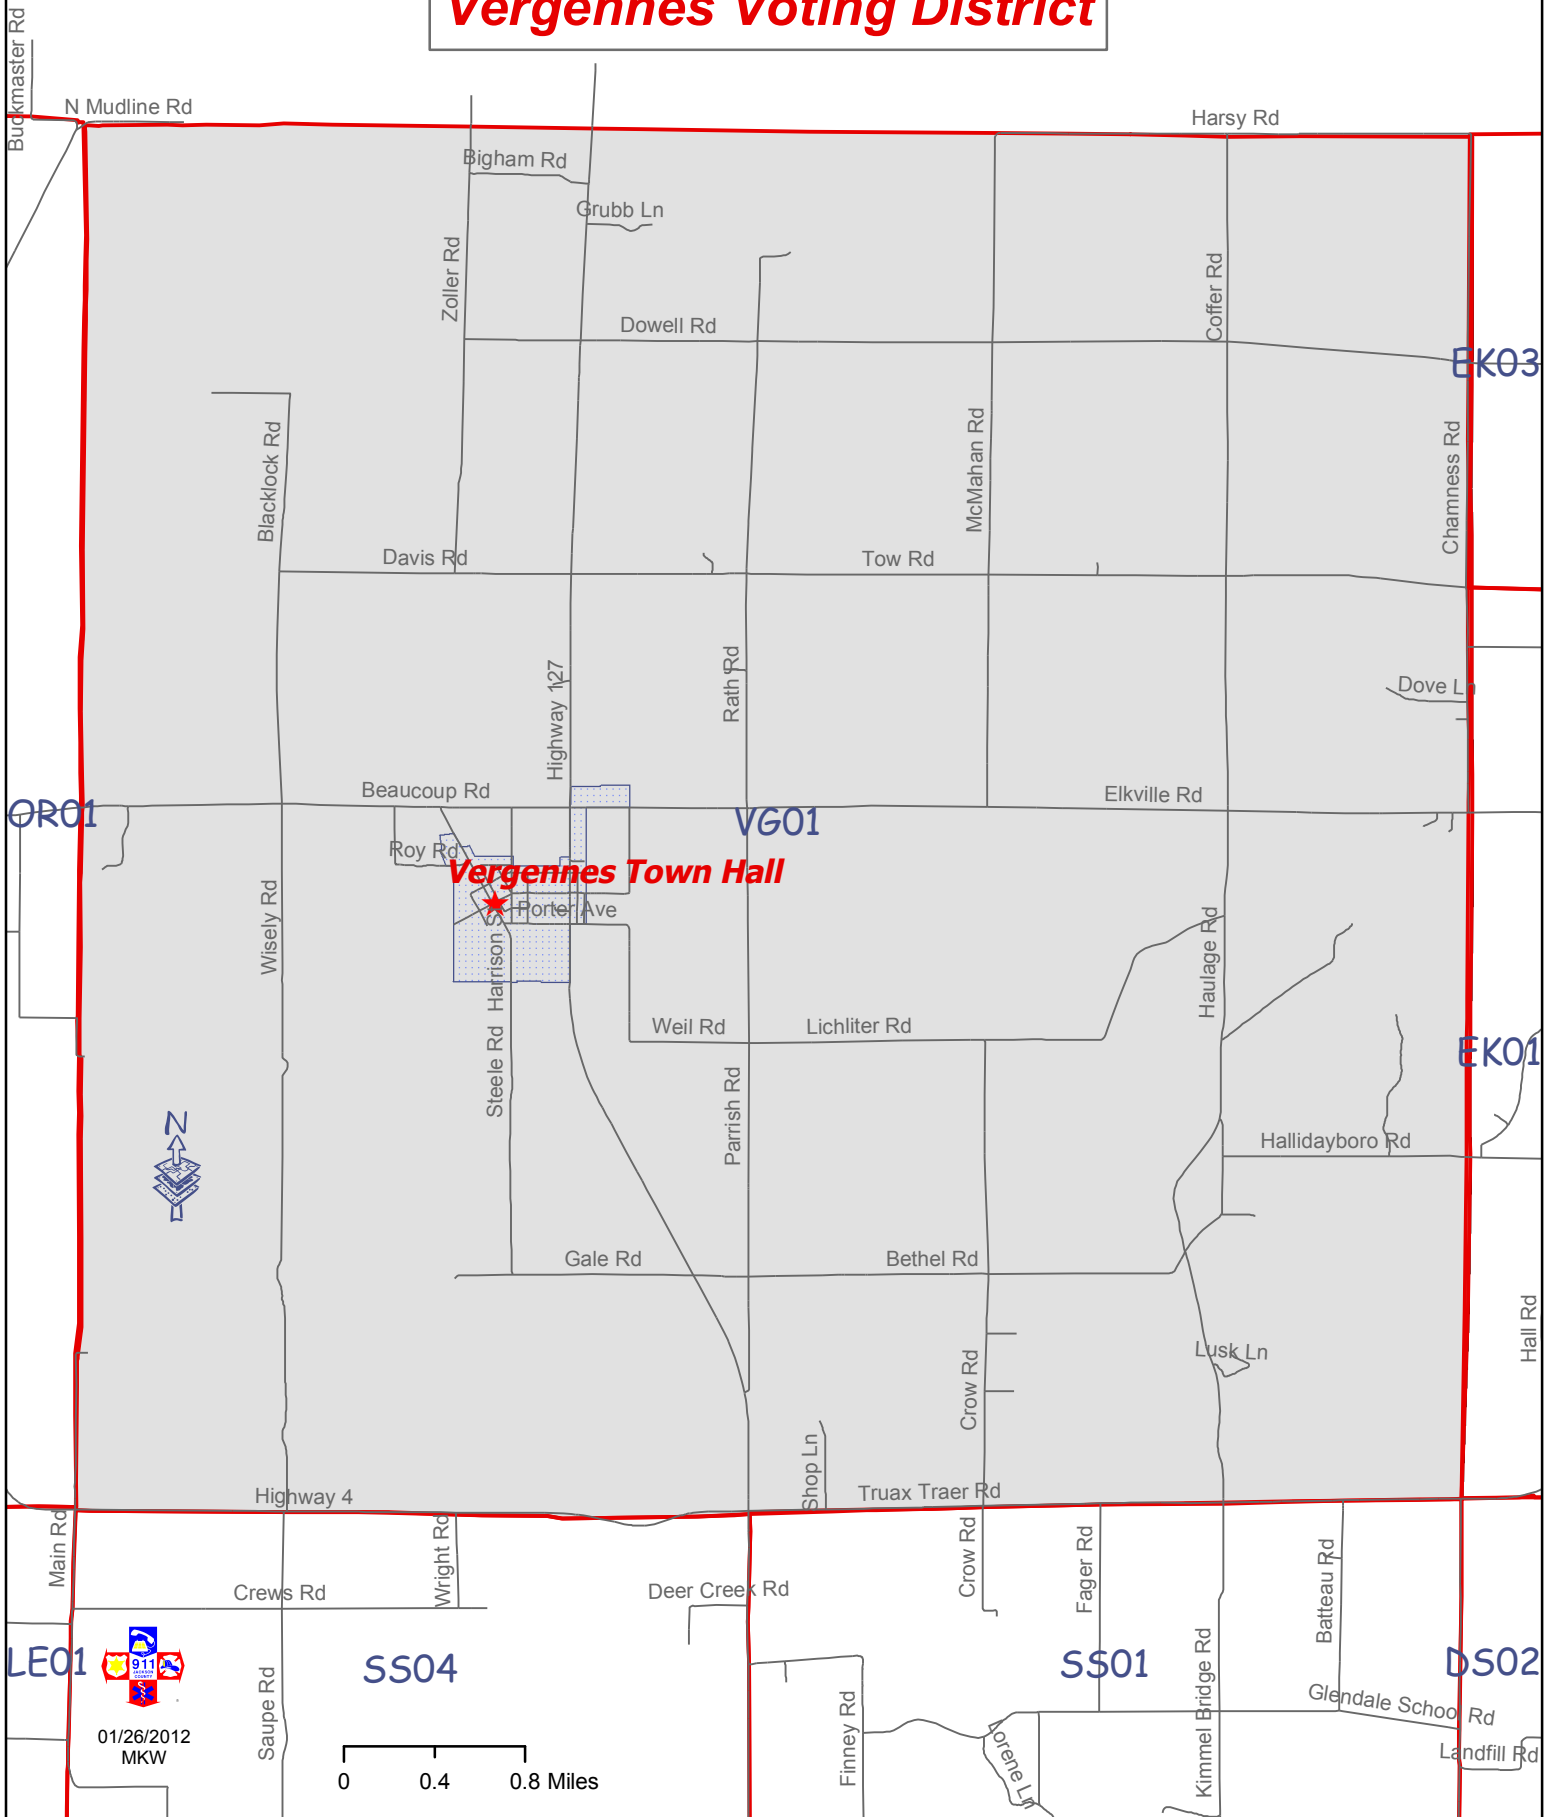 Vergennes Voting District
Buckmaster Rd
N Mudline Rd
Harsy Rd
Bigham Rd
Grubb Ln
Zoller Rd
Coffer Rd
Dowell Rd
EK03
Blacklock Rd
McMahan Rd
Chamness Rd
Davis Rd
Tow Rd
Highway 127
Rath Rd
Dove L
Beaucoup Rd
Elkville Rd
OR01
VG01
Roy Rd
Vergennes Town Hall
Porter Ave
Wisely Rd
Harrison S
Haulage Rd
Weil Rd
Lichliter Rd
Steele Rd
EK01
Parrish Rd
N
Hallidayboro Rd
Gale Rd
Bethel Rd
Hall Rd
Lusk Ln
Crow Rd
Shop Ln
Highway 4
Truax Traer Rd
Main Rd
Wright Rd
Crow Rd
Fager Rd
Batteau Rd
Crews Rd
Deer Creek Rd
LE01
911
JACKSON
COUNTY
SS04
SS01
DS02
Saupe Rd
Finney Rd
Kimmel Bridge Rd
Glendale School Rd
Lorene Ln
Landfill Rd
01/26/2012
MKW
0 0.4 0.8 Miles